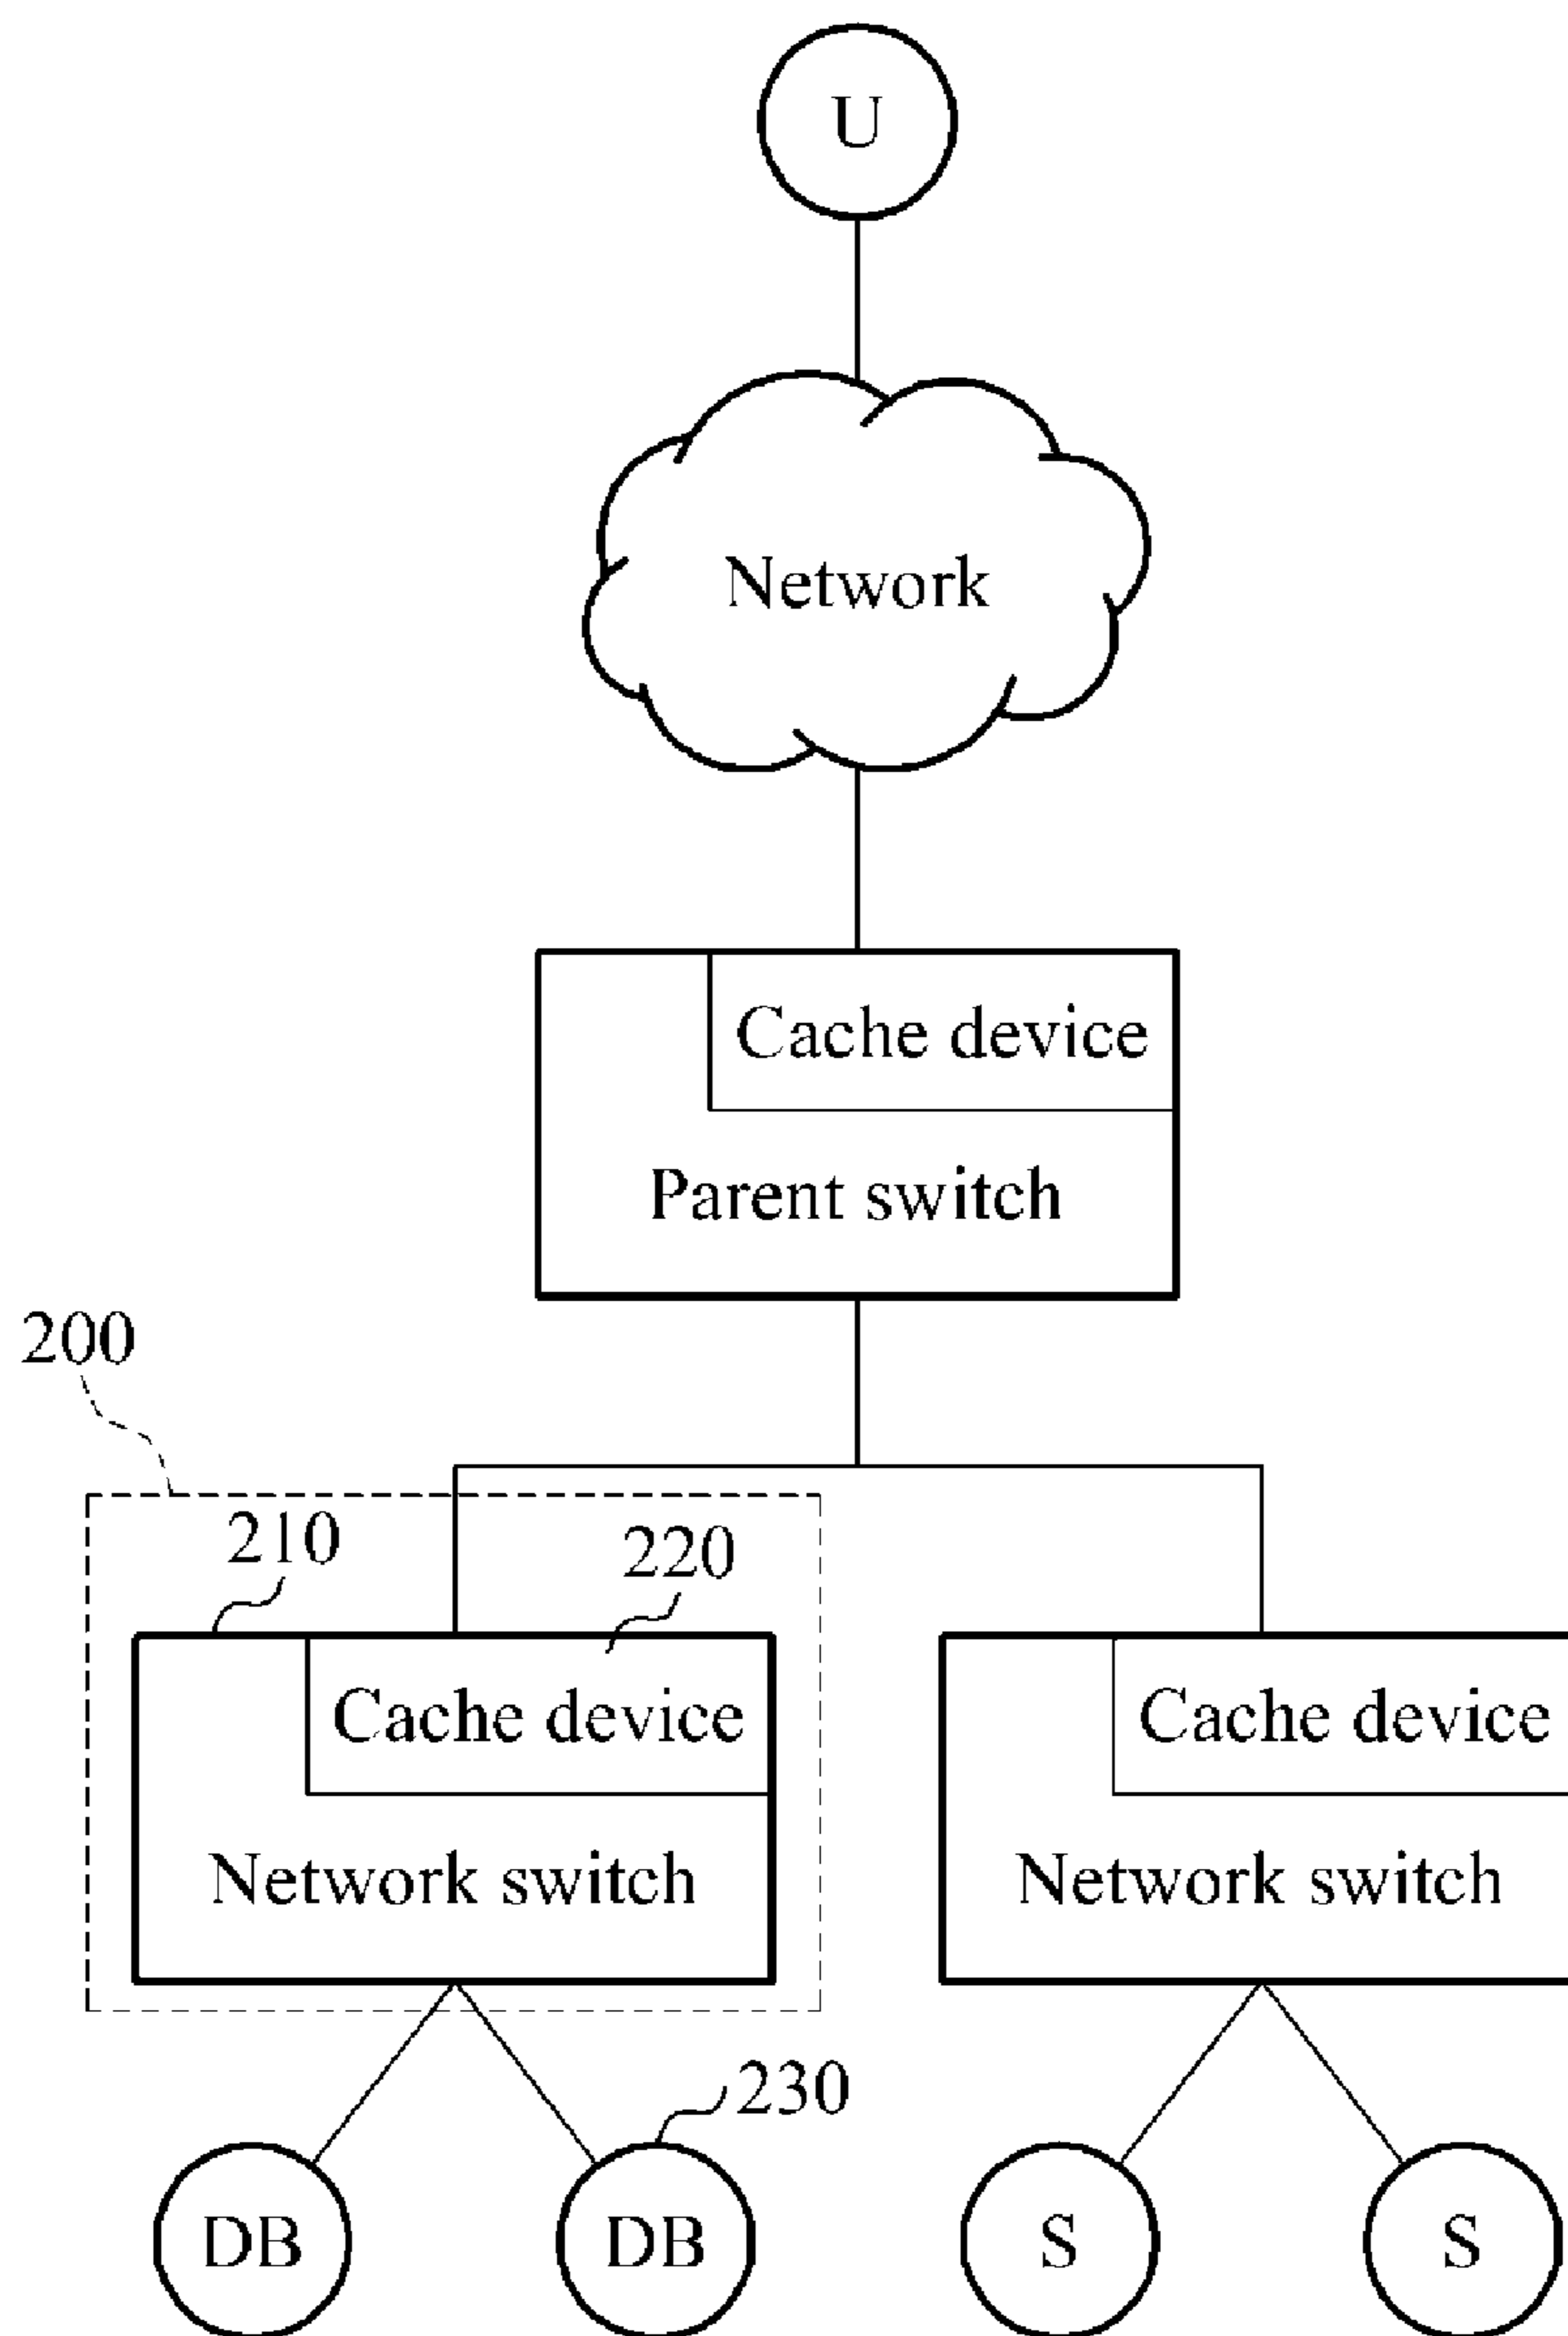 U
Network
Cache device
Parent switch
200
210
220
Cache device
Cache device
Network switch
Network switch
230
DB
DB
S
S